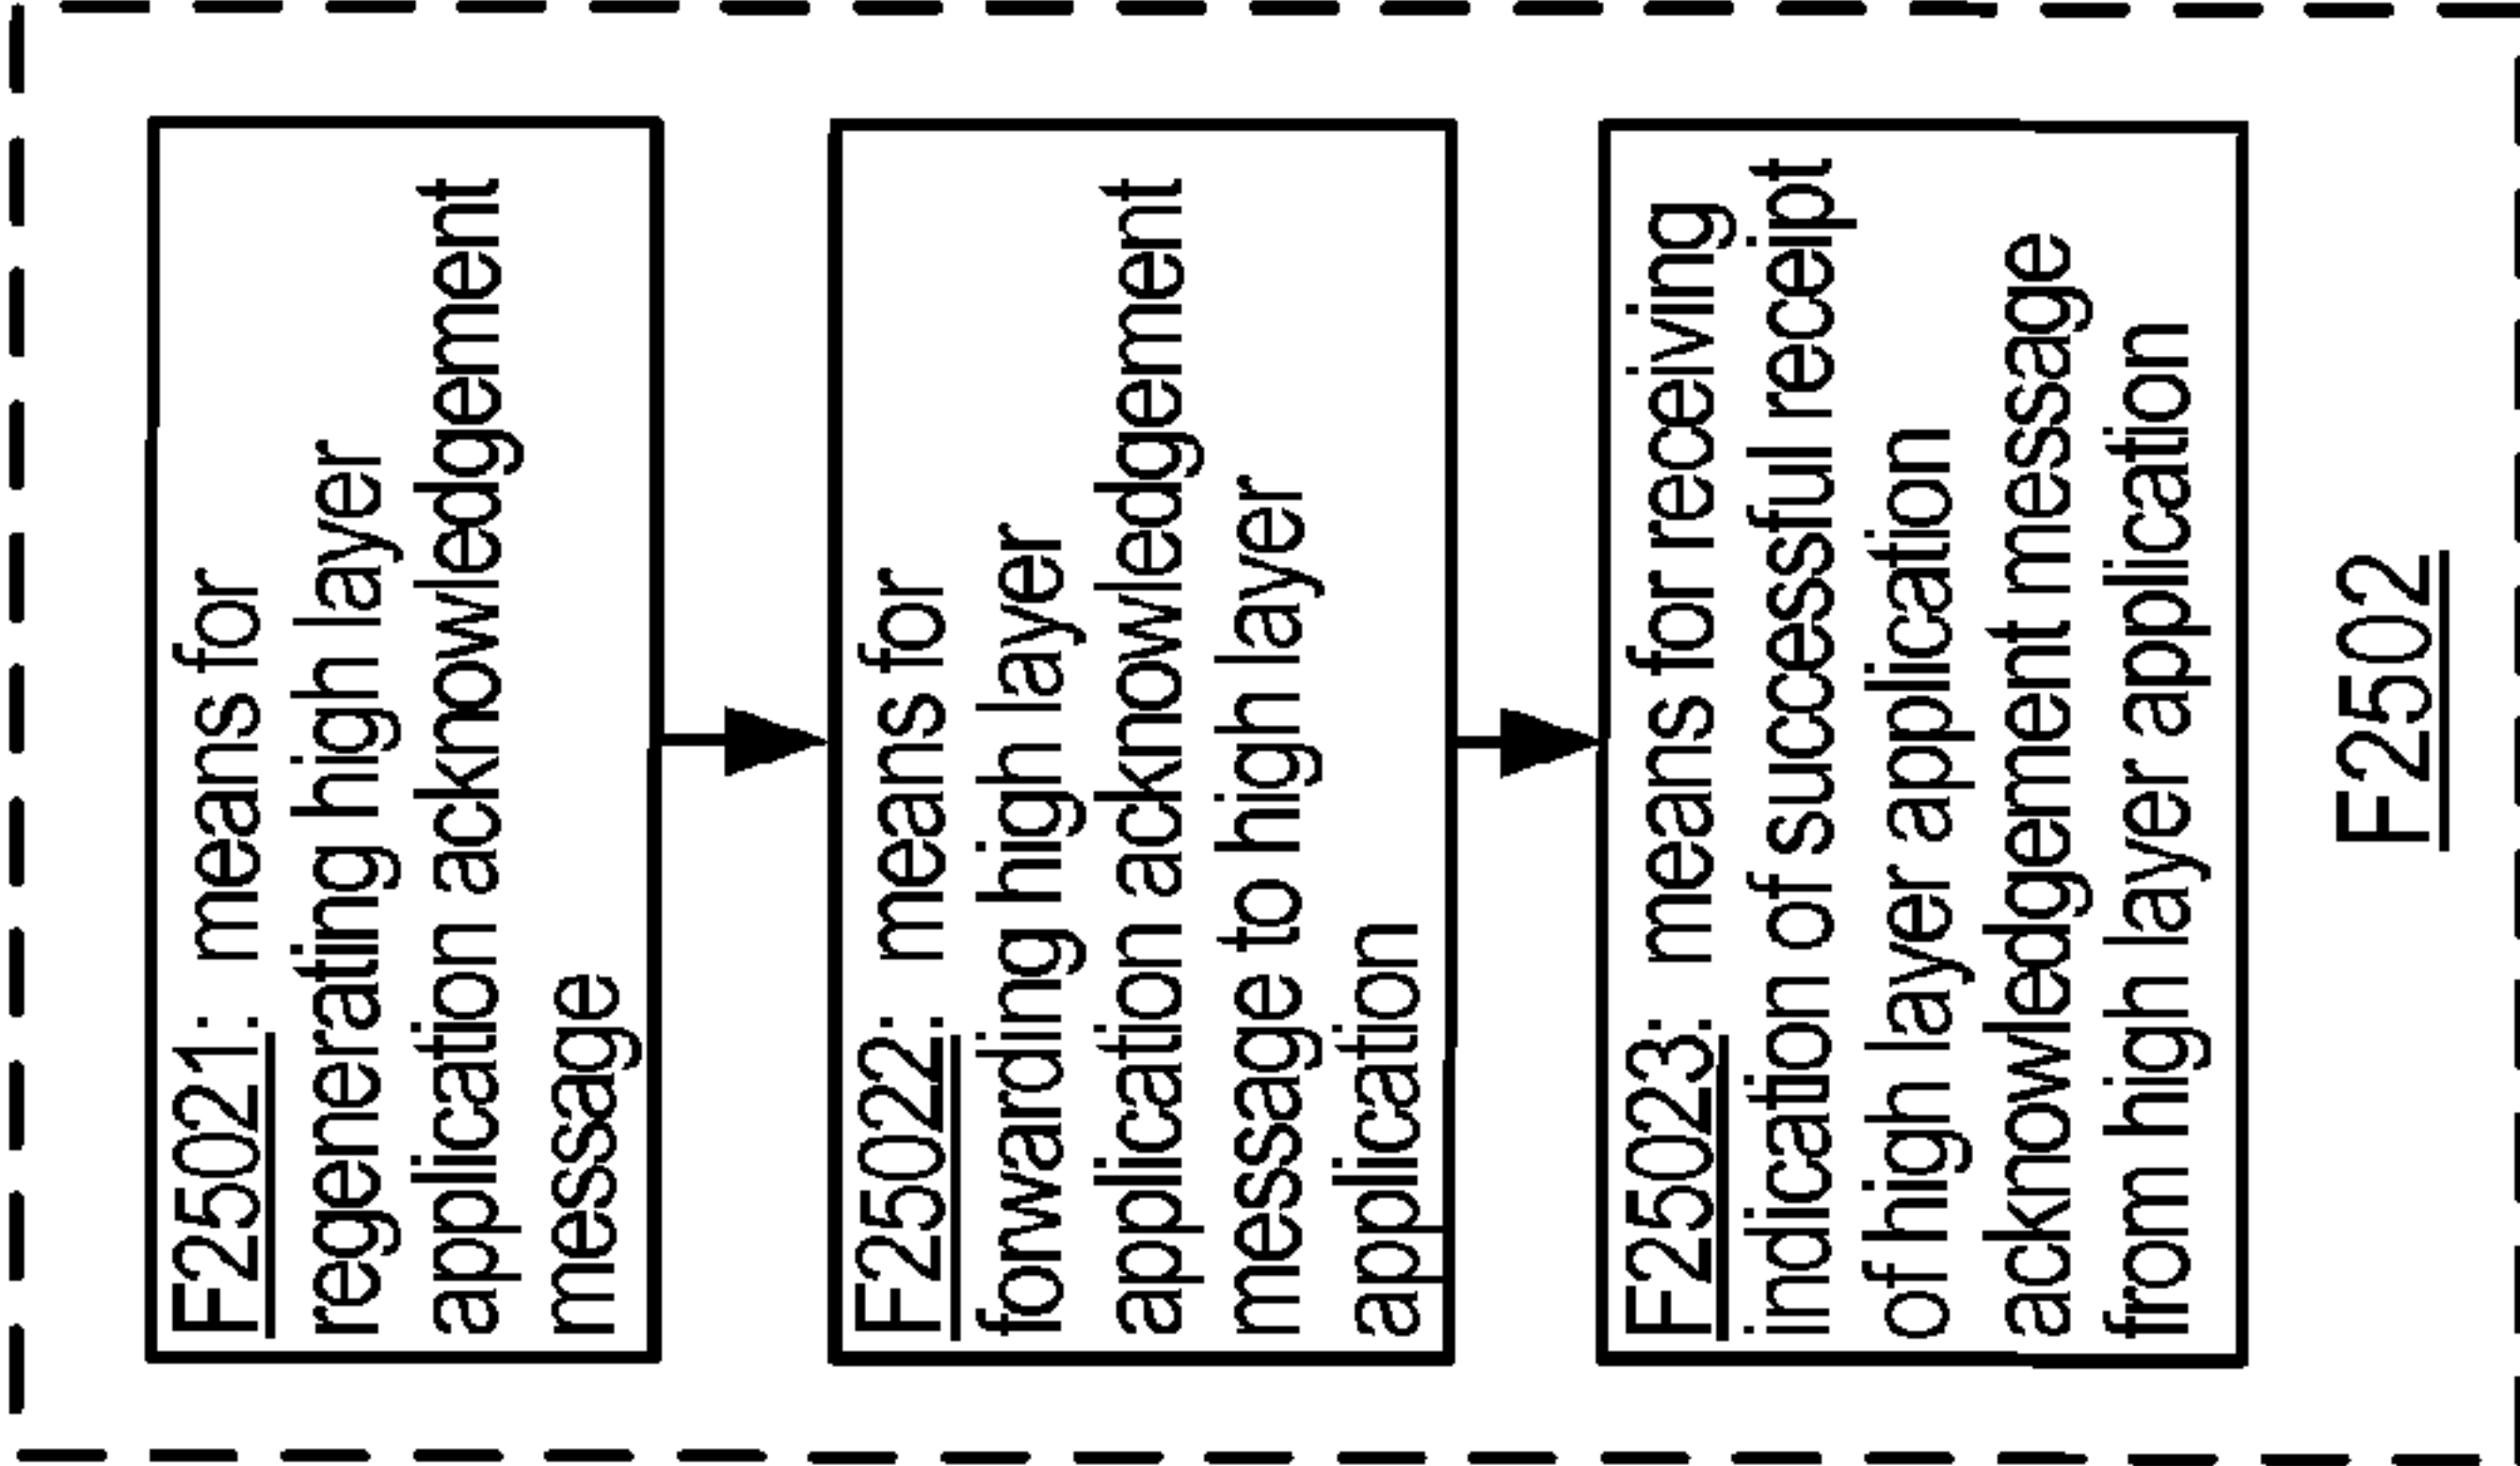 F25021: means for
regenerating high layer
application acknowledgement
message
F25022: means for
forwarding high layer
application acknowledgement
message to high layer
application
F25023: means for receiving
indication of successful receipt
of high layer application
acknowledgement message
from high layer application
F2502